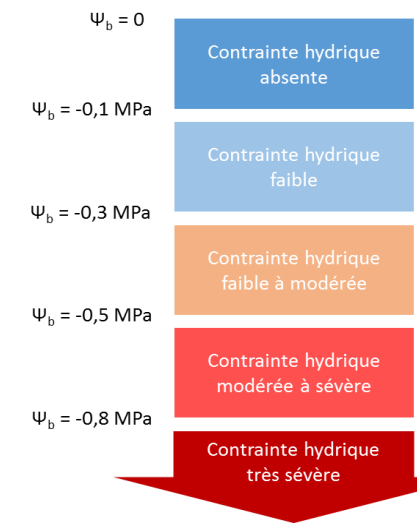 Ψb = 0
Contrainte hydrique
absente
Ψb = -0,1 MPa
Contrainte hydrique
faible
Ψb = -0,3 MPa
Contrainte hydrique
faible à modérée
Ψb = -0,5 MPa
Contrainte hydrique
modérée à sévère
Ψb = -0,8 MPa
Contrainte hydrique
très sévère